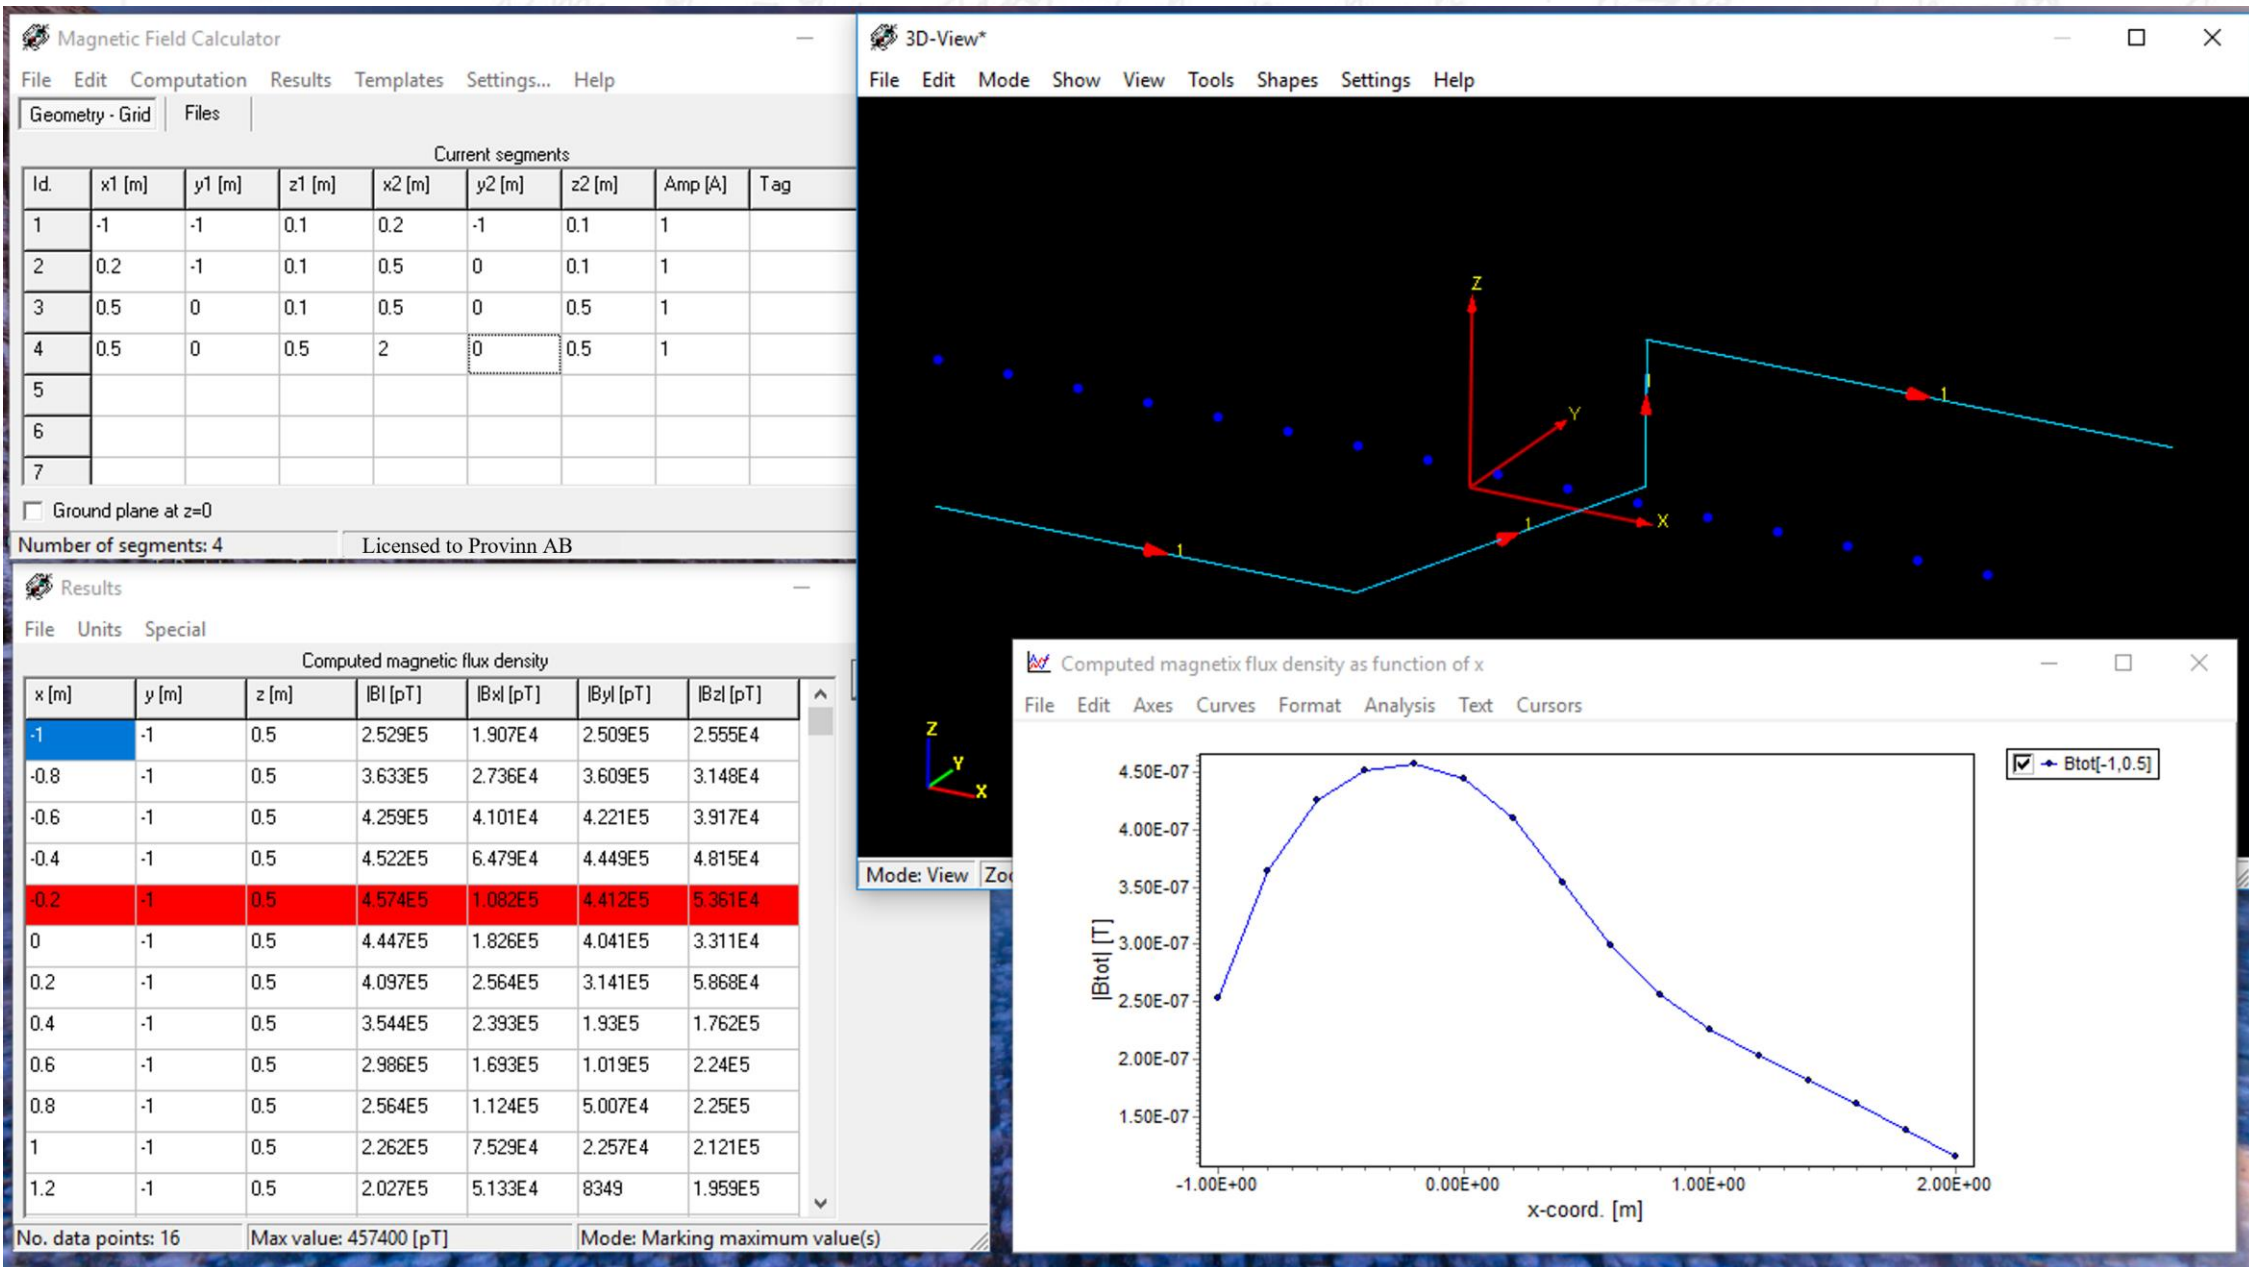 Magnetic Field Calculator
File Edit Computation Results Templates Settings... Help
Geometry - Grid Files
Current segments
Id. x1 [m] y1 [m] z1 [m] x2 [m] y2 [m] z2 [m] Amp [A] Tag
1 -1 -1 0.1 0.2 -1 0.1 1
2 0.2 -1 0.1 0.5 0 0.1 1
3 0.5 0 0.1 0.5 0 0.5 1
4 0.5 0 0.5 2 0 0.5 1
5
6
7
Ground plane at z=0
Number of segments: 4 Licensed to Provinn AB
3D-View*
File Edit Mode Show View Tools Shapes Settings Help
Z
Y
X
1
1
1
1
Z
Y
X
Mode: View Zoo
Results
File Units Special
Computed magnetic flux density
x [m] y [m] z [m] |B| [pT] |Bx| [pT] |By| [pT] |Bz| [pT]
-1 -1 0.5 2.529E5 1.907E4 2.509E5 2.555E4
-0.8 -1 0.5 3.633E5 2.736E4 3.609E5 3.148E4
-0.6 -1 0.5 4.259E5 4.101E4 4.221E5 3.917E4
-0.4 -1 0.5 4.522E5 6.479E4 4.449E5 4.815E4
-0.2 -1 0.5 4.574E5 1.082E5 4.412E5 5.361E4
0 -1 0.5 4.447E5 1.826E5 4.041E5 3.311E4
0.2 -1 0.5 4.097E5 2.564E5 3.141E5 5.868E4
0.4 -1 0.5 3.544E5 2.393E5 1.93E5 1.762E5
0.6 -1 0.5 2.986E5 1.693E5 1.019E5 2.24E5
0.8 -1 0.5 2.564E5 1.124E5 5.007E4 2.25E5
1 -1 0.5 2.262E5 7.529E4 2.257E4 2.121E5
1.2 -1 0.5 2.027E5 5.133E4 8349 1.959E5
No. data points: 16 Max value: 457400 [pT] Mode: Marking maximum value(s)
Computed magnetix flux density as function of x
File Edit Axes Curves Format Analysis Text Cursors
Btot[-1,0.5]
4.50E-07
4.00E-07
3.50E-07
3.00E-07
2.50E-07
2.00E-07
1.50E-07
|Btot| [T]
-1.00E+00 0.00E+00 1.00E+00 2.00E+00
x-coord. [m]